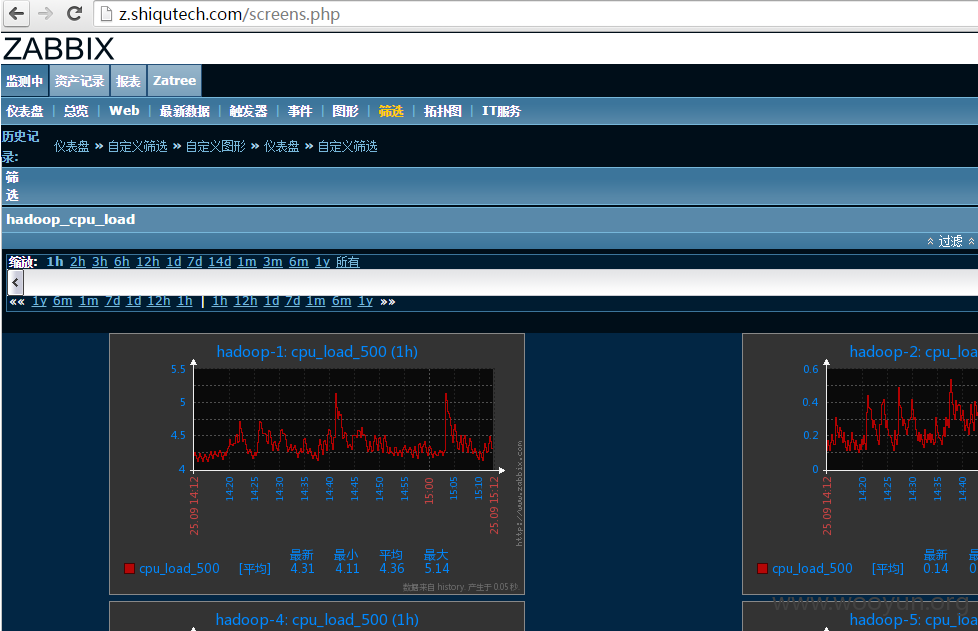 z.shiqutech.com/screens.php
ZABBIX
监测中 资产记录 报表 Zatree
仪表盘 | 总览 | Web | 最新数据 | 触发器 | 事件 | 图形 | 筛选 | 拓扑图 | IT服务
历史记录: 仪表盘 » 自定义筛选 » 自定义图形 » 仪表盘 » 自定义筛选
筛
选
hadoop_cpu_load
« 过滤 «
缩放: 1h 2h 3h 6h 12h 1d 7d 14d 1m 3m 6m 1y 所有
«« 1y 6m 1m 7d 1d 12h 1h | 1h 12h 1d 7d 1m 6m 1y »»
hadoop-1: cpu_load_500 (1h)
5.5
5
4.5
4
25.09 14:12 14:20 14:25 14:30 14:35 14:40 14:45 14:50 14:55 15:00 15:05 15:10 25.09 15:12
http://www.zabbix.com
最新 最小 平均 最大
cpu_load_500 [平均] 4.31 4.11 4.36 5.14
数据来自 history. 产生于 0.05 秒
hadoop-2: cpu_loa
0.6
0.4
0.2
0
25.09 14:12 14:20 14:25 14:30 14:35 14:40
最新
cpu_load_500 [平均] 0.14 0
hadoop-4: cpu_load_500 (1h)
hadoop-5: cpu_loa
www.wooyun.org